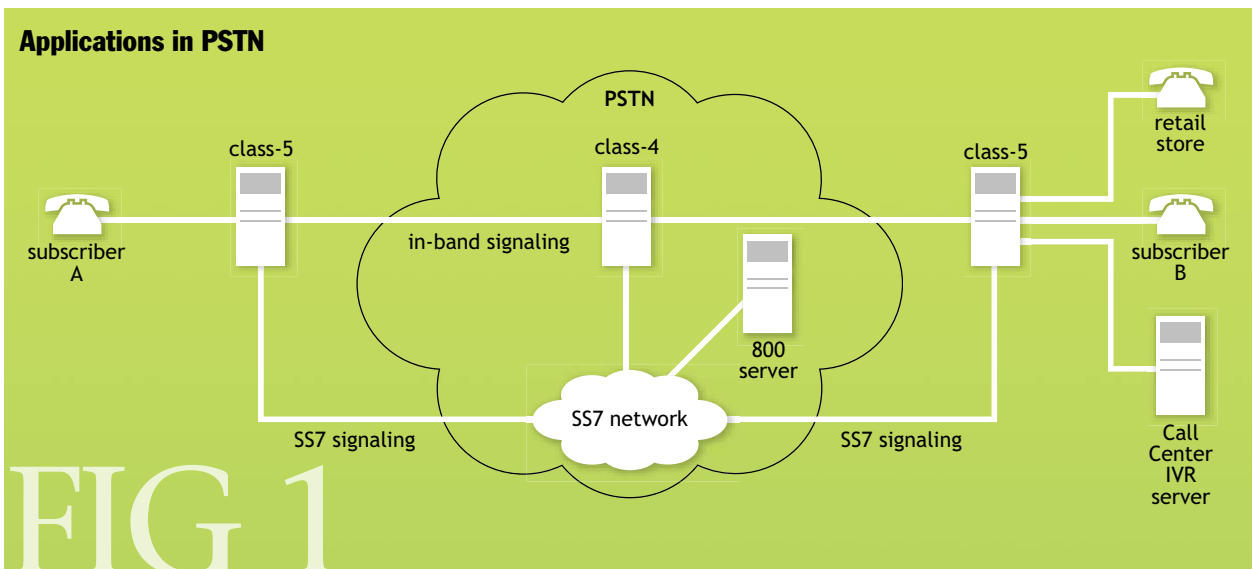 Applications in PSTN
PSTN
class-5
class-4
class-5
retail
store
subscriber
A
in-band signaling
subscriber
B
800
server
SS7 network
SS7 signaling
SS7 signaling
Call
Center
IVR
server
FIG 1